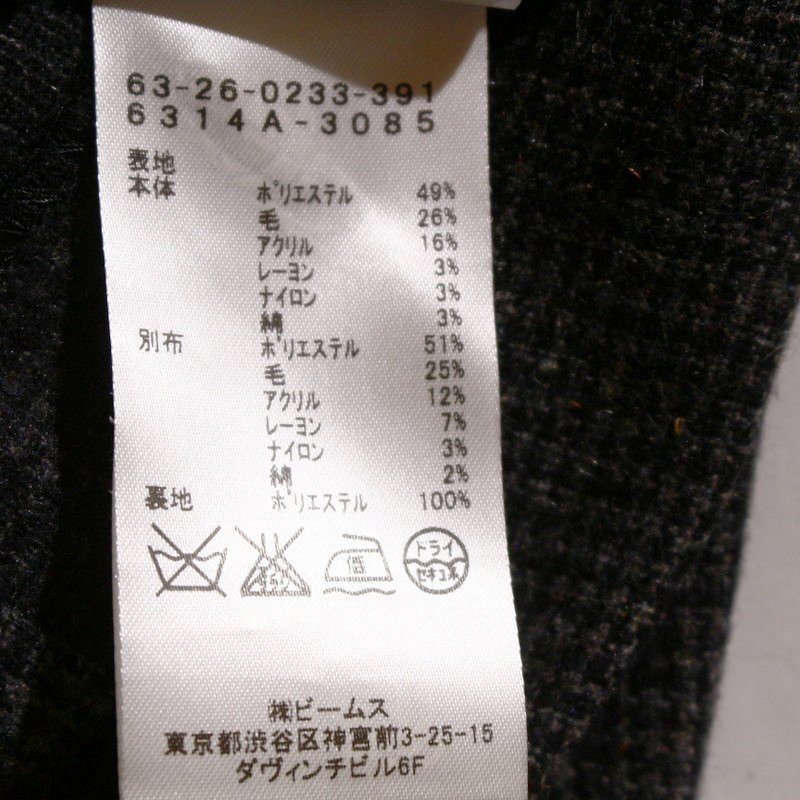 63-26-0233-391
6314A-3085
表地
本体 ポリエステル 49%
毛 26%
アクリル 16%
レーヨン 3%
ナイロン 3%
綿 3%
別布 ポリエステル 51%
毛 25%
アクリル 12%
レーヨン 7%
ナイロン 3%
綿 2%
裏地 ポリエステル 100%
低
ドライ
セキユ系
㈱ビームス
東京都渋谷区神宮前3-25-15
ダヴィンチビル6F